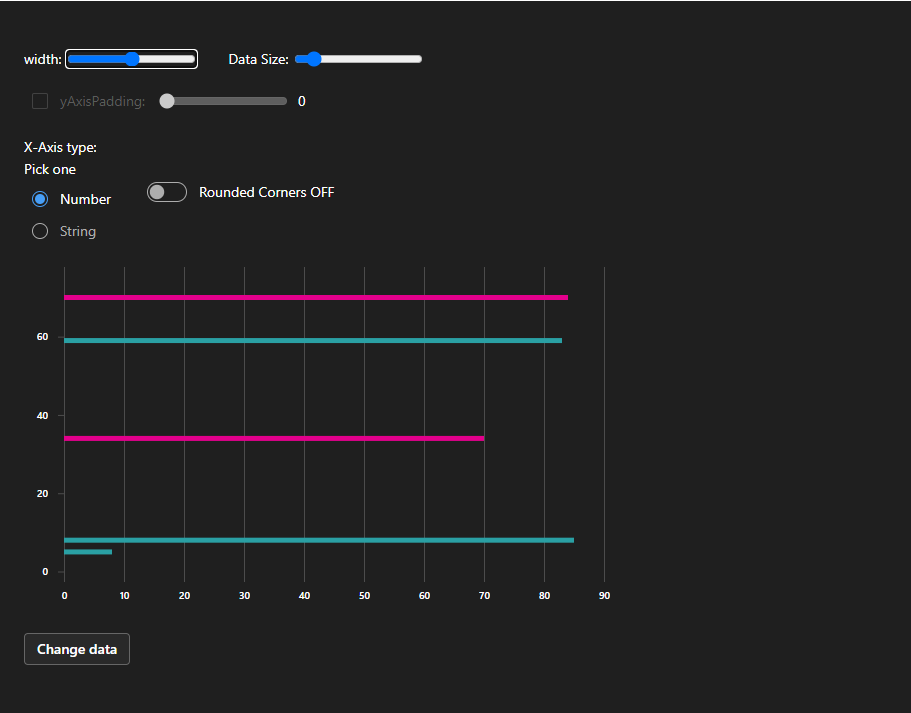 width: Data Size:
yAxisPadding: 0
X-Axis type:
Pick one
Number
Rounded Corners OFF
String
60
40
20
0
0 10 20 30 40 50 60 70 80 90
Change data